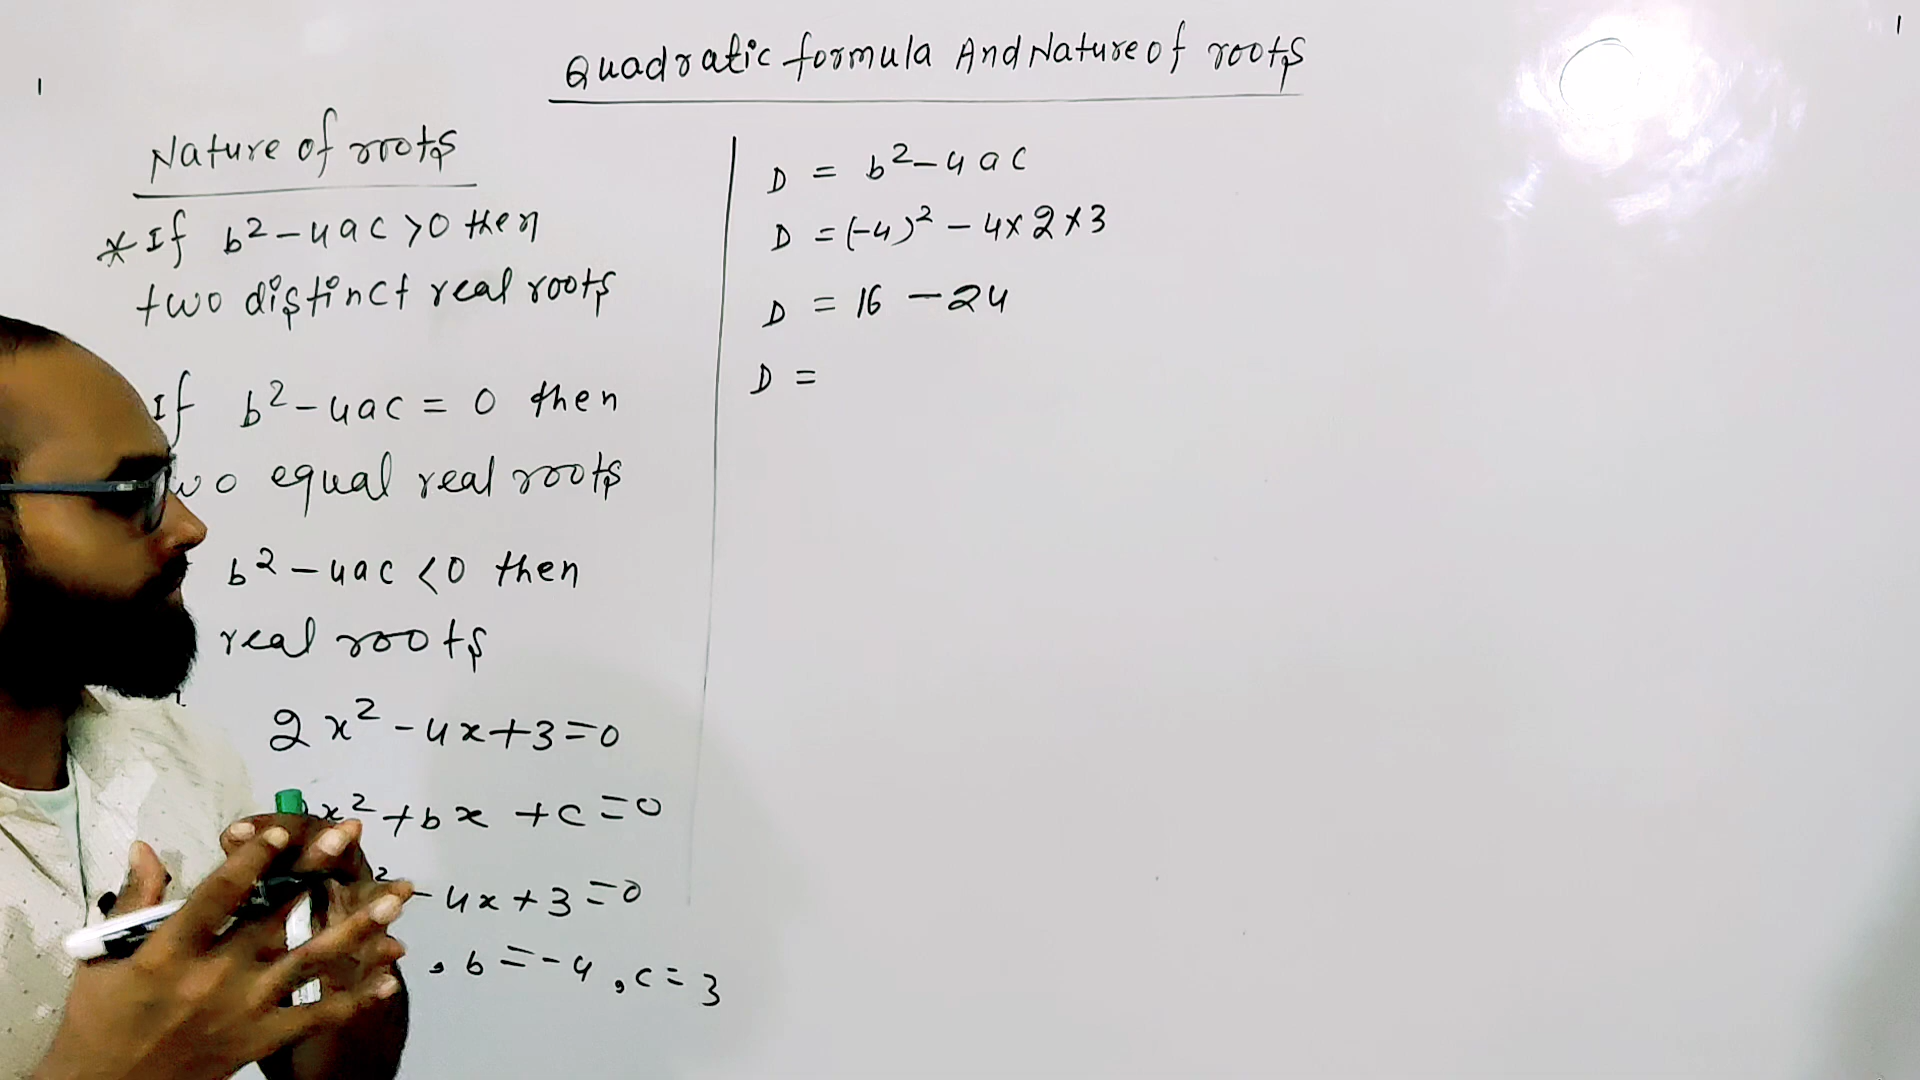 Quadratic formula And Nature of roots
Nature of roots
* If b²-4ac >0 then
two distinct real roots
If b²-4ac = 0 then
two equal real roots
b²-4ac <0 then
real roots
2x²-4x+3=0
x²+bx+c=0
²-4x+3=0
, b=-4, c=3
D = b²-4ac
D = (-4)² - 4×2×3
D = 16 - 24
D =